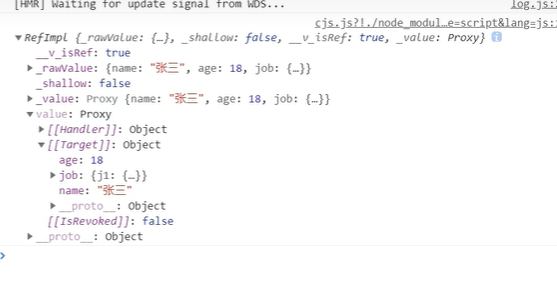 [HMR] Waiting for update signal from WDS... log.js:
cjs.js?!./node_modul…e=script&lang=js:
▼RefImpl {_rawValue: {…}, _shallow: false, __v_isRef: true, _value: Proxy} i
__v_isRef: true
▶_rawValue: {name: "张三", age: 18, job: {…}}
_shallow: false
▶_value: Proxy {name: "张三", age: 18, job: {…}}
▼value: Proxy
▶[[Handler]]: Object
▼[[Target]]: Object
age: 18
▶job: {j1: {…}}
name: "张三"
▶__proto__: Object
[[IsRevoked]]: false
▶__proto__: Object
>